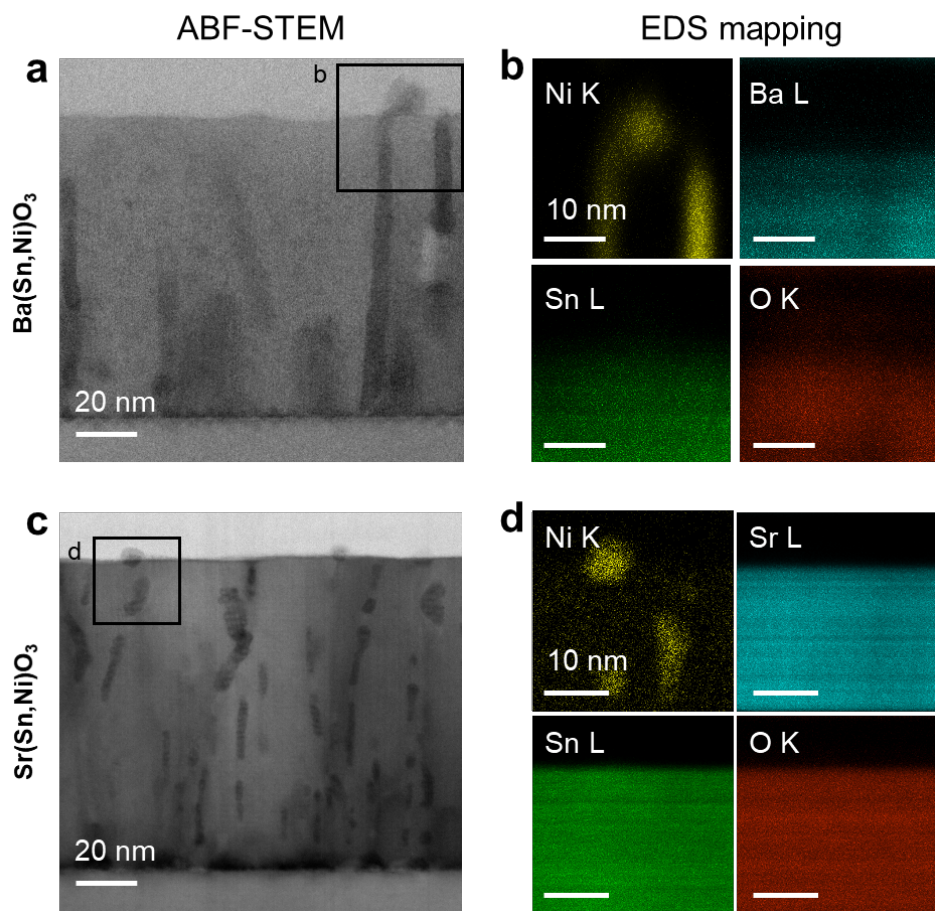 ABF-STEM
EDS mapping
a
b
Ba(Sn,Ni)O3
20 nm
b
Ni K
10 nm
Ba L
Sn L
O K
c
d
Sr(Sn,Ni)O3
20 nm
d
Ni K
10 nm
Sr L
Sn L
O K